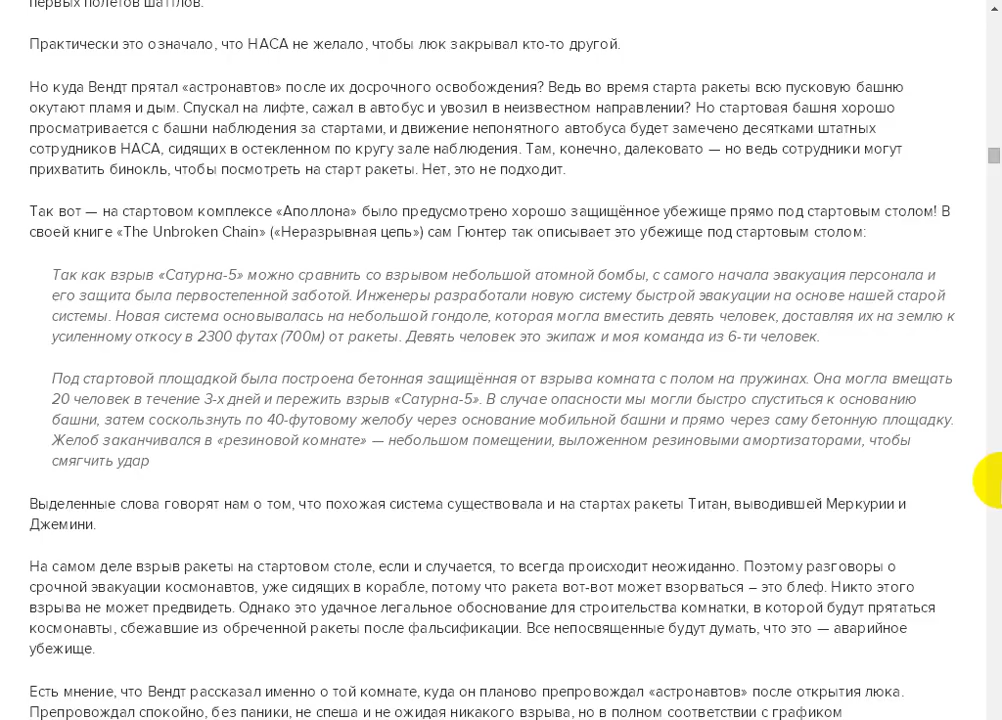 первых полетов шаттлов.
Практически это означало, что НАСА не желало, чтобы люк закрывал кто-то другой.
Но куда Вендт прятал «астронавтов» после их досрочного освобождения? Ведь во время старта ракеты всю пусковую башню
окутают пламя и дым. Спускал на лифте, сажал в автобус и увозил в неизвестном направлении? Но стартовая башня хорошо
просматривается с башни наблюдения за стартами, и движение непонятного автобуса будет замечено десятками штатных
сотрудников НАСА, сидящих в остекленном по кругу зале наблюдения. Там, конечно, далековато — но ведь сотрудники могут
прихватить бинокль, чтобы посмотреть на старт ракеты. Нет, это не подходит.
Так вот — на стартовом комплексе «Аполлона» было предусмотрено хорошо защищённое убежище прямо под стартовым столом! В
своей книге «The Unbroken Chain» («Неразрывная цепь») сам Гюнтер так описывает это убежище под стартовым столом:
Так как взрыв «Сатурна-5» можно сравнить со взрывом небольшой атомной бомбы, с самого начала эвакуация персонала и
его защита была первостепенной заботой. Инженеры разработали новую систему быстрой эвакуации на основе нашей старой
системы. Новая система основывалась на небольшой гондоле, которая могла вместить девять человек, доставляя их на землю к
усиленному откосу в 2300 футах (700м) от ракеты. Девять человек это экипаж и моя команда из 6-ти человек.
Под стартовой площадкой была построена бетонная защищённая от взрыва комната с полом на пружинах. Она могла вмещать
20 человек в течение 3-х дней и пережить взрыв «Сатурна-5». В случае опасности мы могли быстро спуститься к основанию
башни, затем соскользнуть по 40-футовому желобу через основание мобильной башни и прямо через саму бетонную площадку.
Желоб заканчивался в «резиновой комнате» — небольшом помещении, выложенном резиновыми амортизаторами, чтобы
смягчить удар
Выделенные слова говорят нам о том, что похожая система существовала и на стартах ракеты Титан, выводившей Меркурии и
Джемини.
На самом деле взрыв ракеты на стартовом столе, если и случается, то всегда происходит неожиданно. Поэтому разговоры о
срочной эвакуации космонавтов, уже сидящих в корабле, потому что ракета вот-вот может взорваться – это блеф. Никто этого
взрыва не может предвидеть. Однако это удачное легальное обоснование для строительства комнатки, в которой будут прятаться
космонавты, сбежавшие из обреченной ракеты после фальсификации. Все непосвященные будут думать, что это — аварийное
убежище.
Есть мнение, что Вендт рассказал именно о той комнате, куда он планово препровождал «астронавтов» после открытия люка.
Препровождал спокойно, без паники, не спеша и не ожидая никакого взрыва, но в полном соответствии с графиком